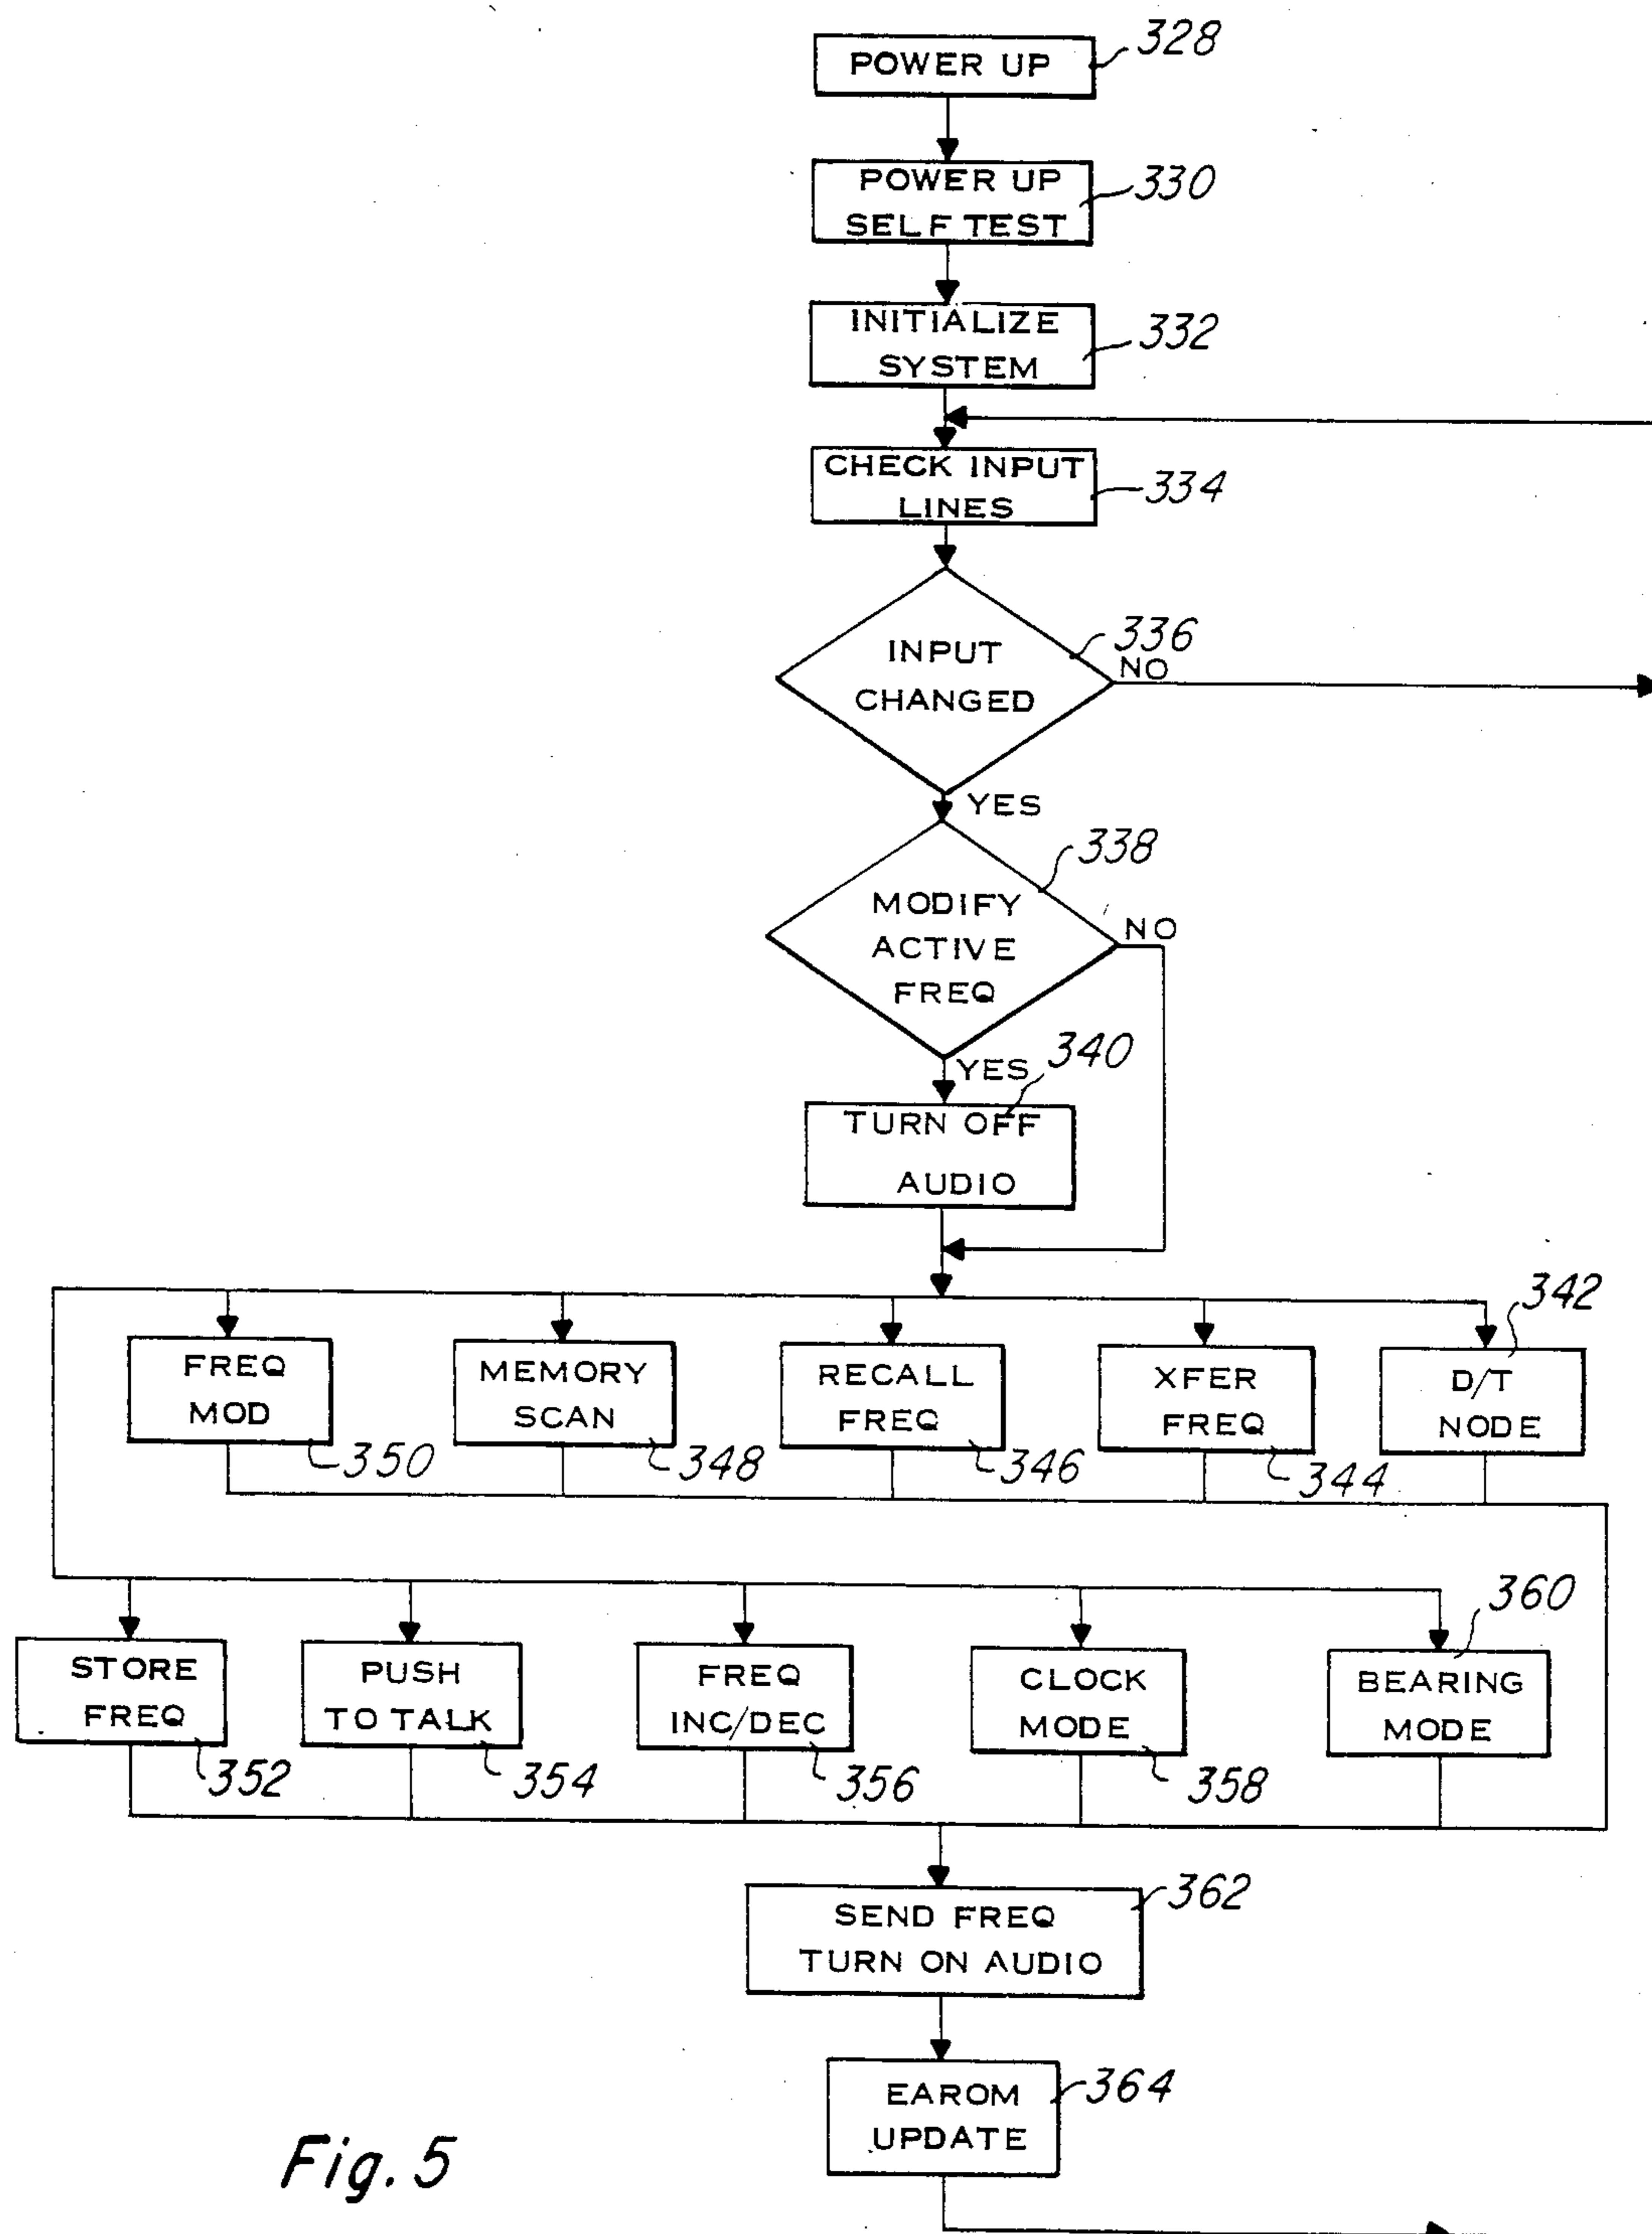 POWER UP
328
POWER UP
SELF TEST
330
INITIALIZE
SYSTEM
332
CHECK INPUT
LINES
334
INPUT
CHANGED
336
NO
YES
338
MODIFY
ACTIVE
FREQ
NO
YES
340
TURN OFF
AUDIO
342
FREQ
MOD
350
MEMORY
SCAN
348
RECALL
FREQ
346
XFER
FREQ
344
D/T
NODE
360
STORE
FREQ
352
PUSH
TO TALK
354
FREQ
INC/DEC
356
CLOCK
MODE
358
BEARING
MODE
SEND FREQ
TURN ON AUDIO
362
EAROM
UPDATE
364
Fig. 5